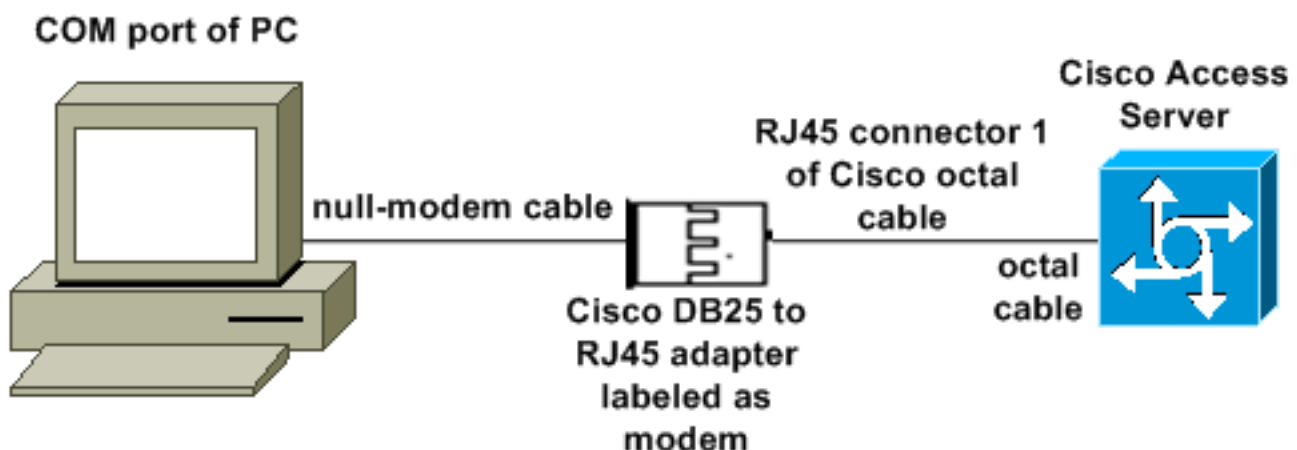 COM port of PC
null-modem cable
Cisco DB25 to
RJ45 adapter
labeled as
modem
RJ45 connector 1
of Cisco octal
cable
octal
cable
Cisco Access
Server